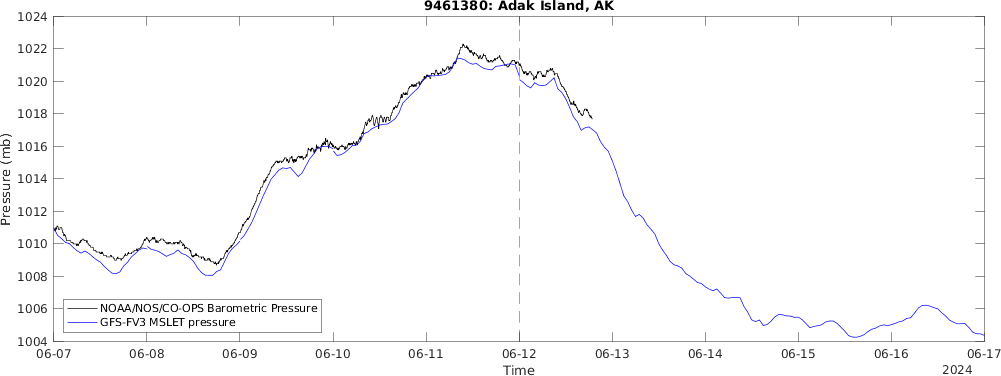 9461380: Adak Island, AK
Pressure (mb)
1024
1022
1020
1018
1016
1014
1012
1010
1008
1006
1004
NOAA/NOS/CO-OPS Barometric Pressure
GFS-FV3 MSLET pressure
06-07 06-08 06-09 06-10 06-11 06-12 06-13 06-14 06-15 06-16 06-17
Time
2024